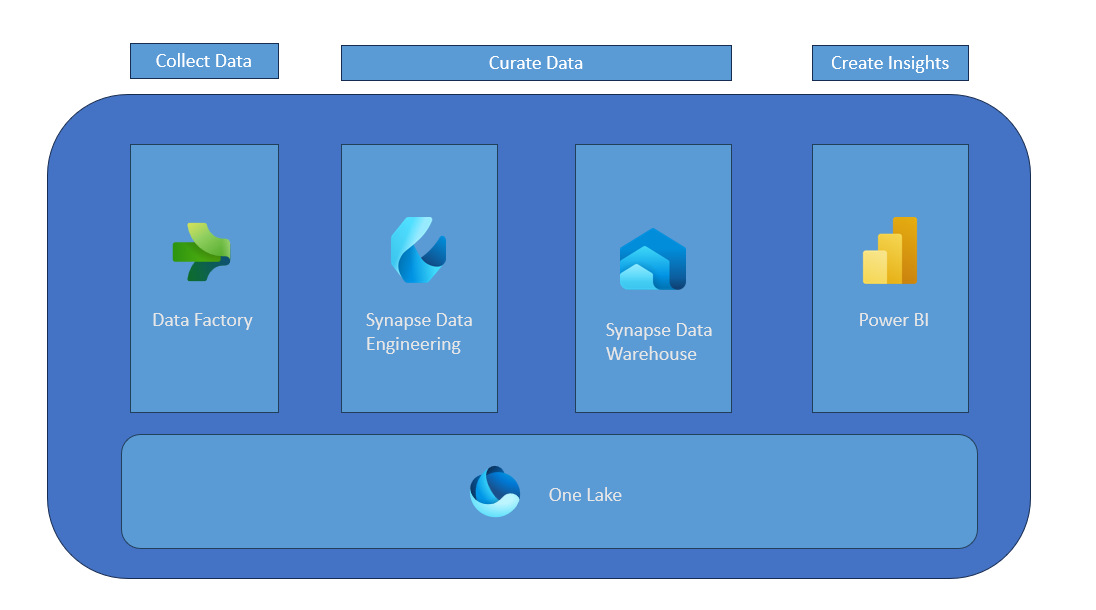 Collect Data
Curate Data
Create Insights
Data Factory
Synapse Data
Engineering
Synapse Data
Warehouse
Power BI
One Lake